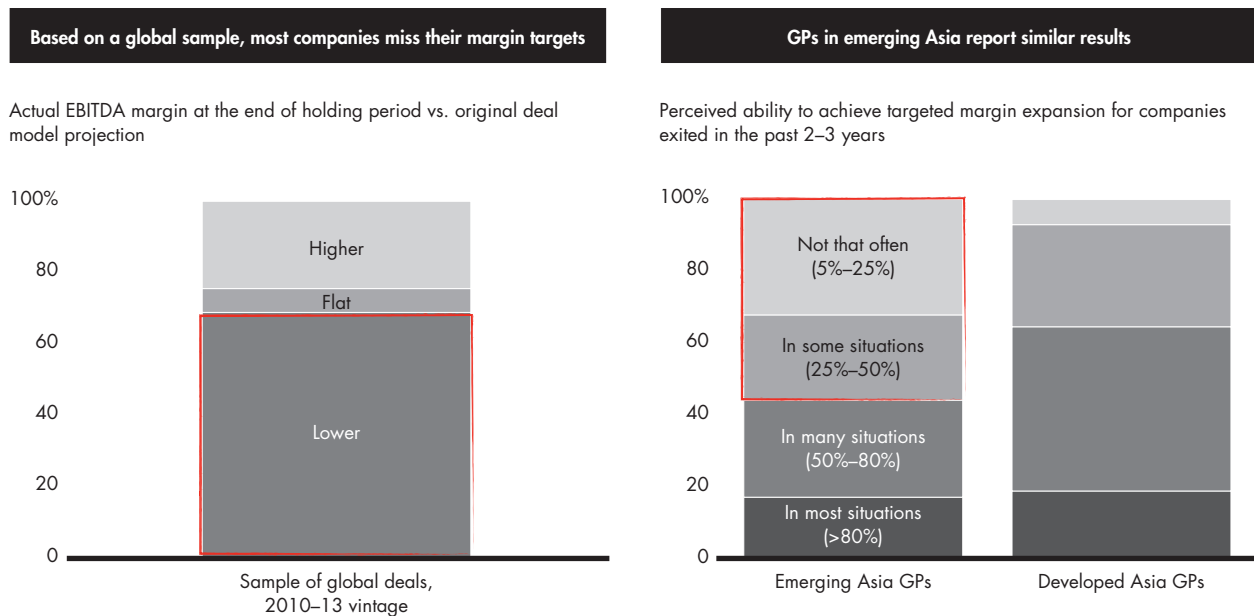 Based on a global sample, most companies miss their margin targets
Actual EBITDA margin at the end of holding period vs. original deal
model projection
100%
80
60
40
20
0
Higher
Flat
Lower
Sample of global deals,
2010–13 vintage
GPs in emerging Asia report similar results
Perceived ability to achieve targeted margin expansion for companies
exited in the past 2–3 years
100%
80
60
40
20
0
Not that often
(5%–25%)
In some situations
(25%–50%)
In many situations
(50%–80%)
In most situations
(>80%)
Emerging Asia GPs
Developed Asia GPs